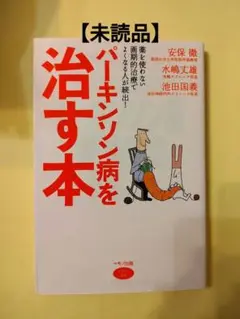 【未読品】
薬を使わない
画期的治療で
よくなる人が続出!
パーキンソン病を
治す本
安保 徹
水嶋丈雄
池田国義